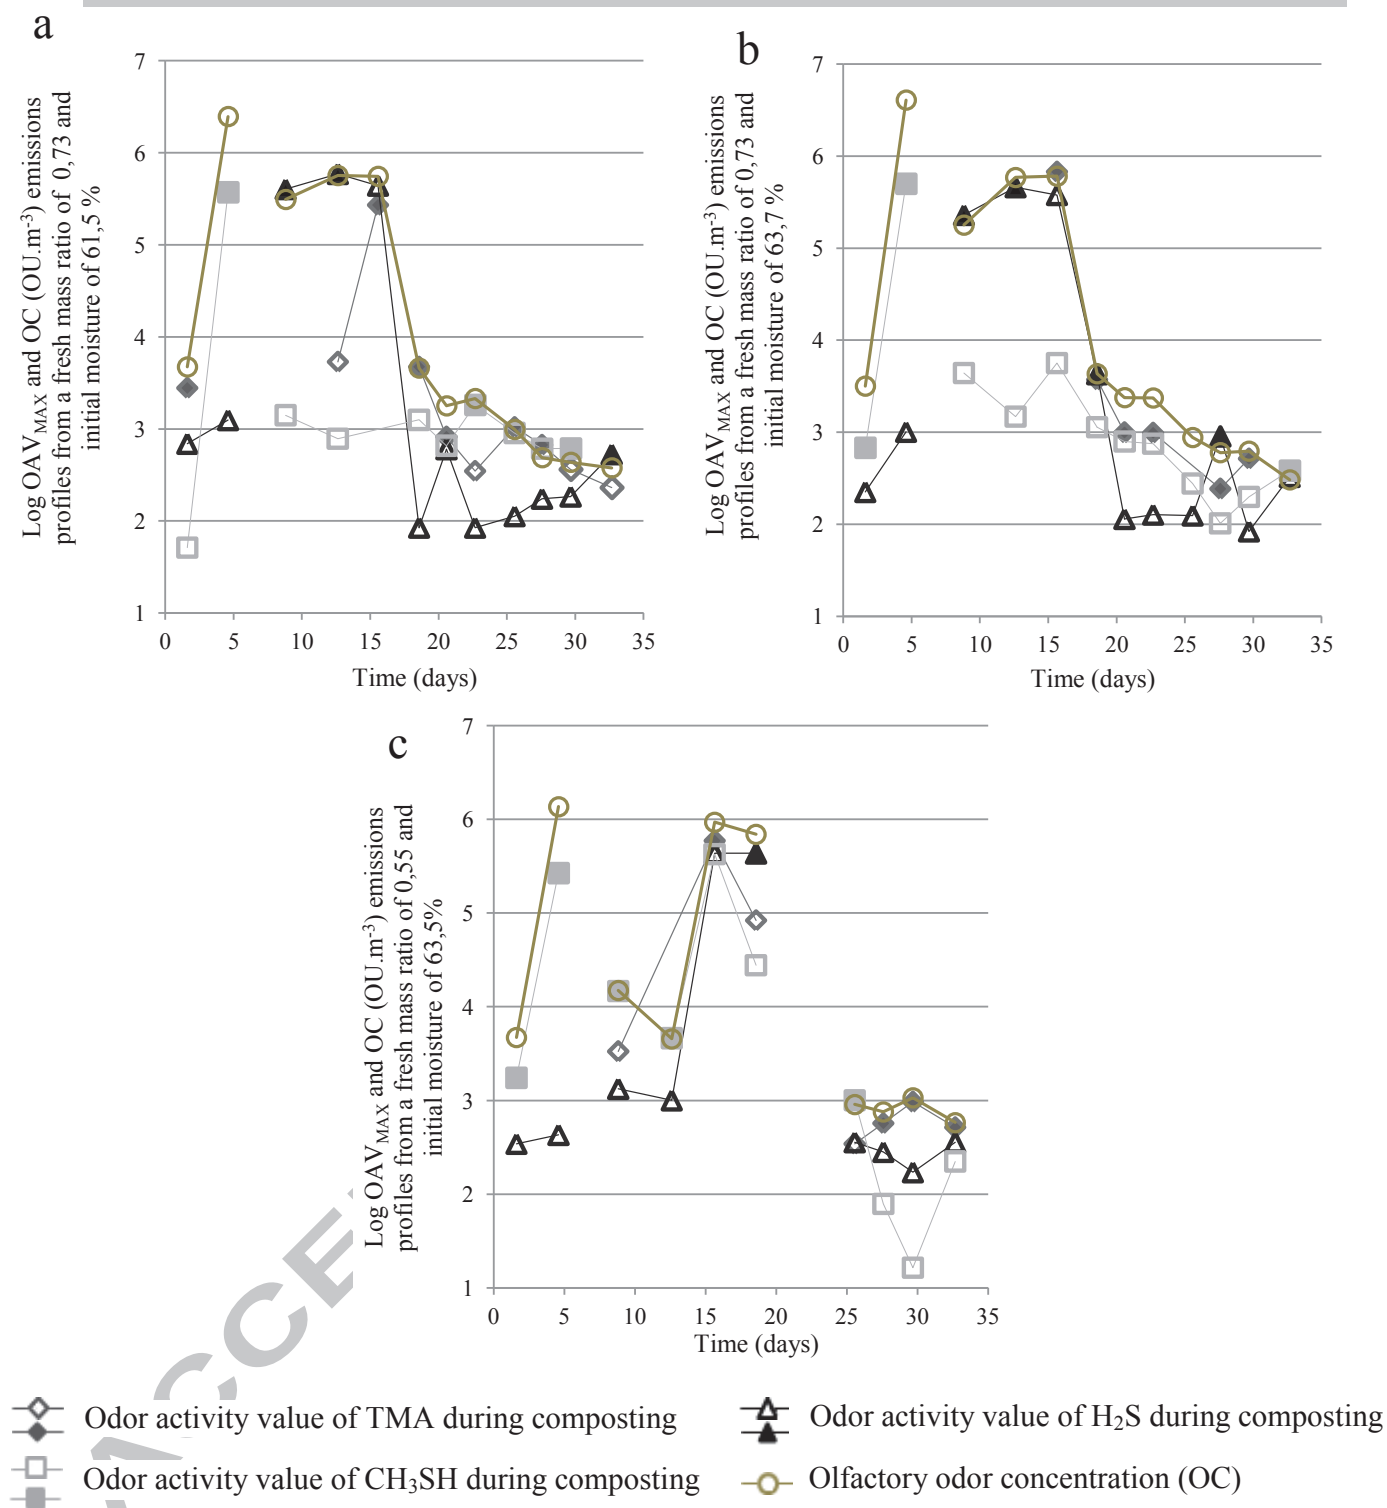 a
Log OAV_MAX and OC (OU.m⁻³) emissions
profiles from a fresh mass ratio of 0,73 and
initial moisture of 61,5 %
7
6
5
4
3
2
1
0 5 10 15 20 25 30 35
Time (days)
b
Log OAV_MAX and OC (OU.m⁻³) emissions
profiles from a fresh mass ratio of 0,73 and
initial moisture of 63,7 %
7
6
5
4
3
2
1
0 5 10 15 20 25 30 35
Time (days)
c
Log OAV_MAX and OC (OU.m⁻³) emissions
profiles from a fresh mass ratio of 0,55 and
initial moisture of 63,5%
7
6
5
4
3
2
1
0 5 10 15 20 25 30 35
Time (days)
Odor activity value of TMA during composting
Odor activity value of H₂S during composting
Odor activity value of CH₃SH during composting
Olfactory odor concentration (OC)